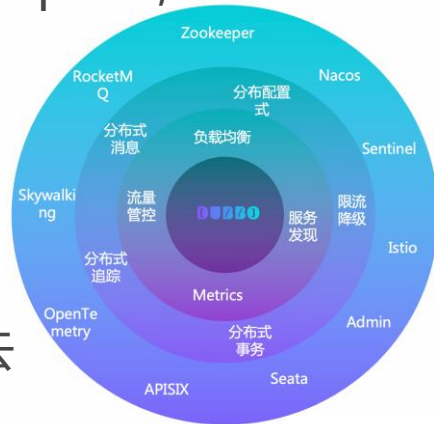 Zookeeper
RocketM
Q
Nacos
分布配置
式
分布式
消息
负载均衡
Sentinel
Skywalki
ng
流量
管控
DUBBO
服务
发现
限流
降级
Istio
分布式
追踪
Metrics
OpenTe
metry
分布式
事务
Admin
APISIX
Seata